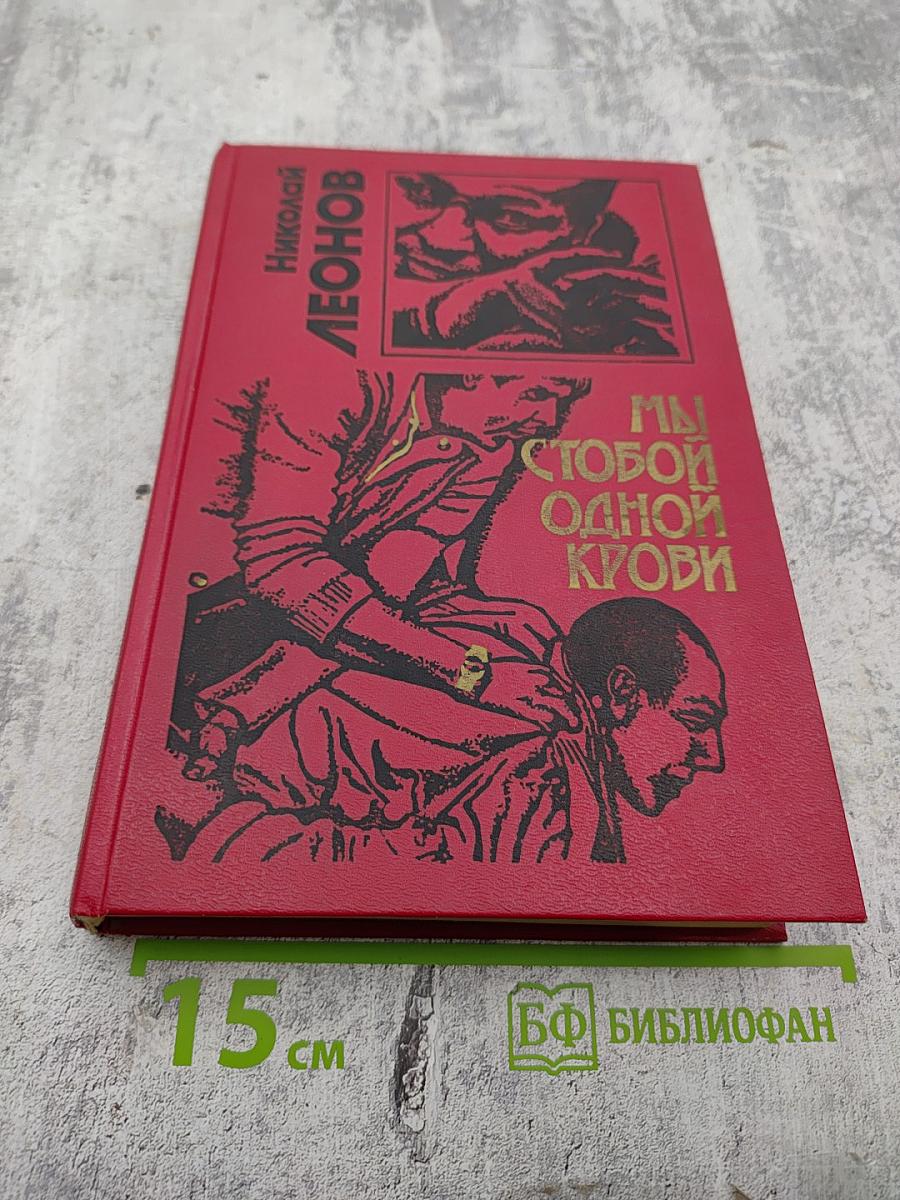 Николай
ЛЕОНОВ
МЫ
С ТОБОЙ
ОДНОЙ
КРОВИ
15 см
БФ БИБЛИОФАН